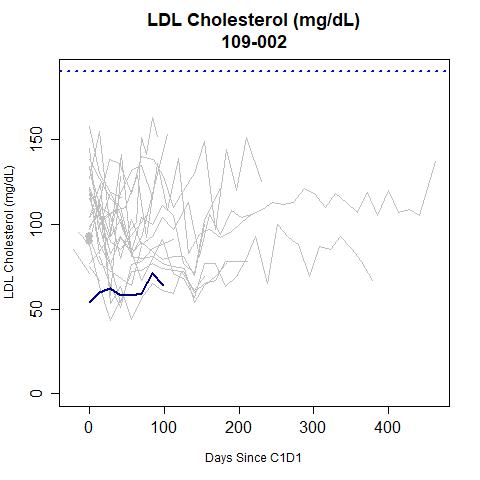 LDL Cholesterol (mg/dL)
109-002
LDL Cholesterol (mg/dL)
150
100
50
0
0 100 200 300 400
Days Since C1D1